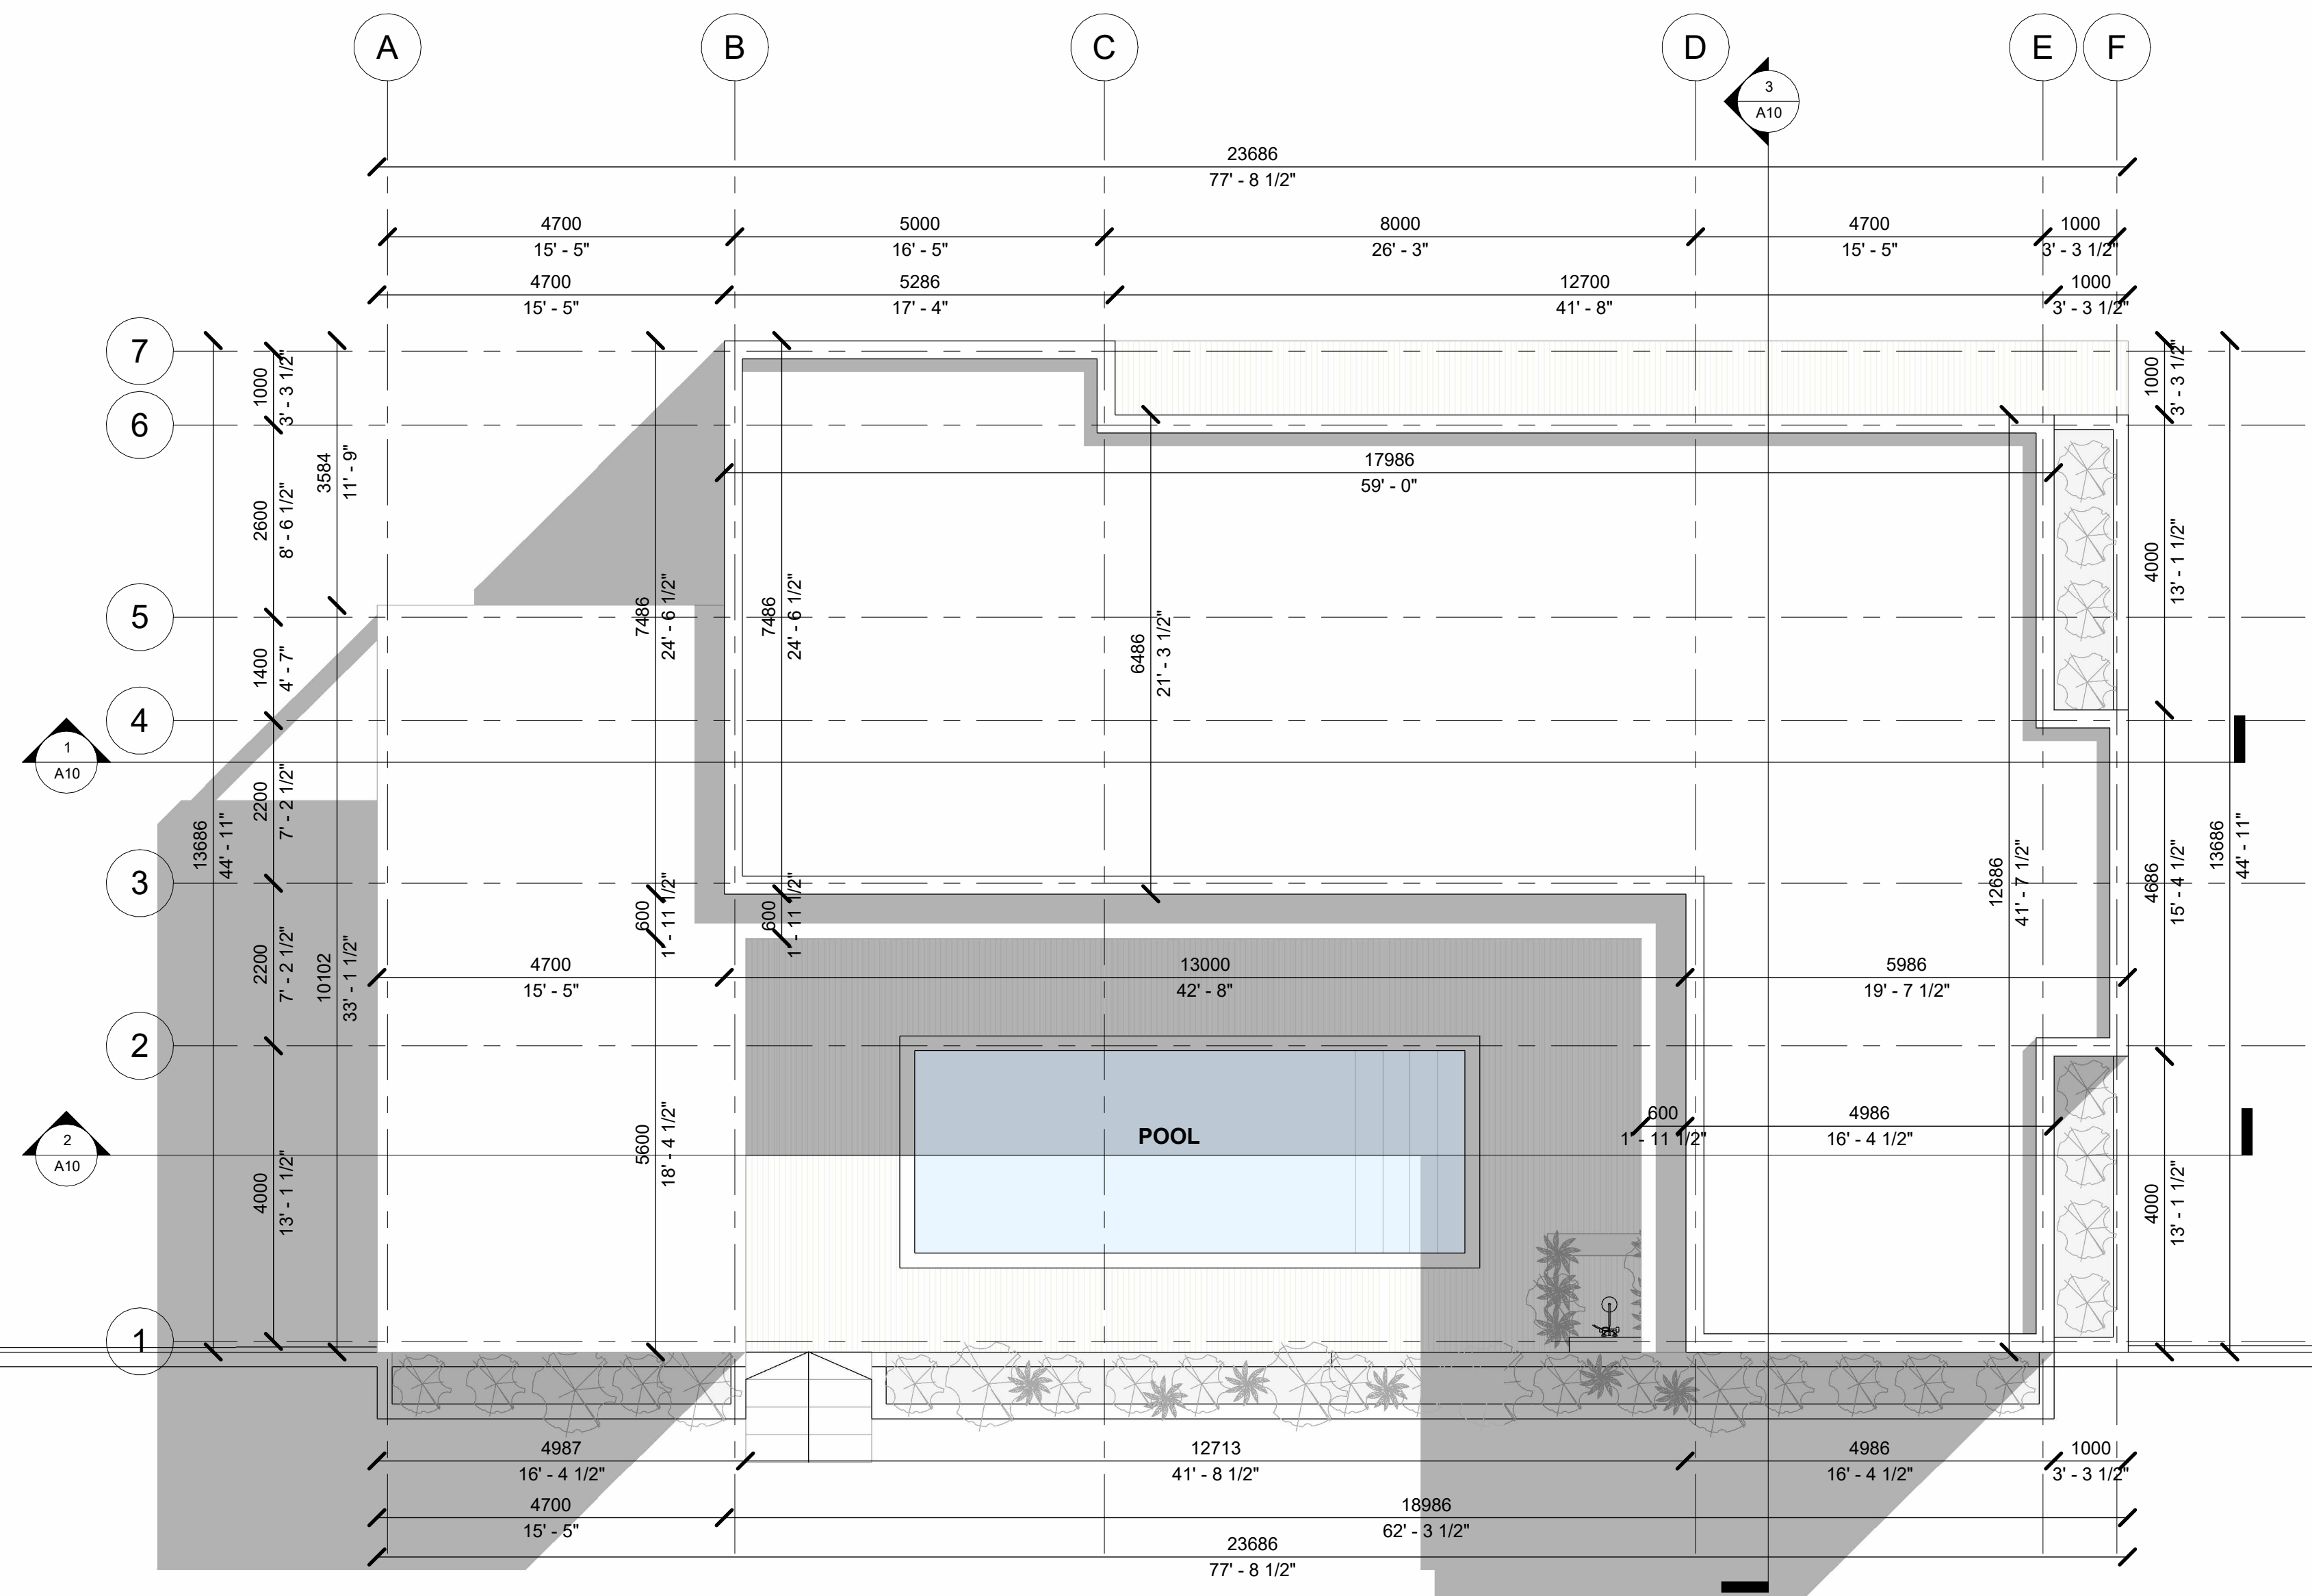 A
B
C
D
E
F
3
A10
23686
77' - 8 1/2"
4700
5000
8000
4700
1000
15' - 5"
16' - 5"
26' - 3"
15' - 5"
3' - 3 1/2"
4700
5286
12700
1000
15' - 5"
17' - 4"
41' - 8"
3' - 3 1/2"
7
6
5
4
3
2
1
1
A10
2
A10
13686
44' - 11"
1000
3' - 3 1/2"
2600
8' - 6 1/2"
1400
4' - 7"
2200
7' - 2 1/2"
2200
7' - 2 1/2"
4000
13' - 1 1/2"
3584
11' - 9"
10102
33' - 1 1/2"
7486
24' - 6 1/2"
600
1' - 11 1/2"
5600
18' - 4 1/2"
7486
24' - 6 1/2"
600
1' - 11 1/2"
17986
59' - 0"
6486
21' - 3 1/2"
12686
41' - 7 1/2"
1000
3' - 3 1/2"
4000
13' - 1 1/2"
4686
15' - 4 1/2"
4000
13' - 1 1/2"
13686
44' - 11"
4700
13000
5986
15' - 5"
42' - 8"
19' - 7 1/2"
POOL
600
4986
1' - 11 1/2"
16' - 4 1/2"
4987
12713
4986
1000
16' - 4 1/2"
41' - 8 1/2"
16' - 4 1/2"
3' - 3 1/2"
4700
18986
15' - 5"
62' - 3 1/2"
23686
77' - 8 1/2"